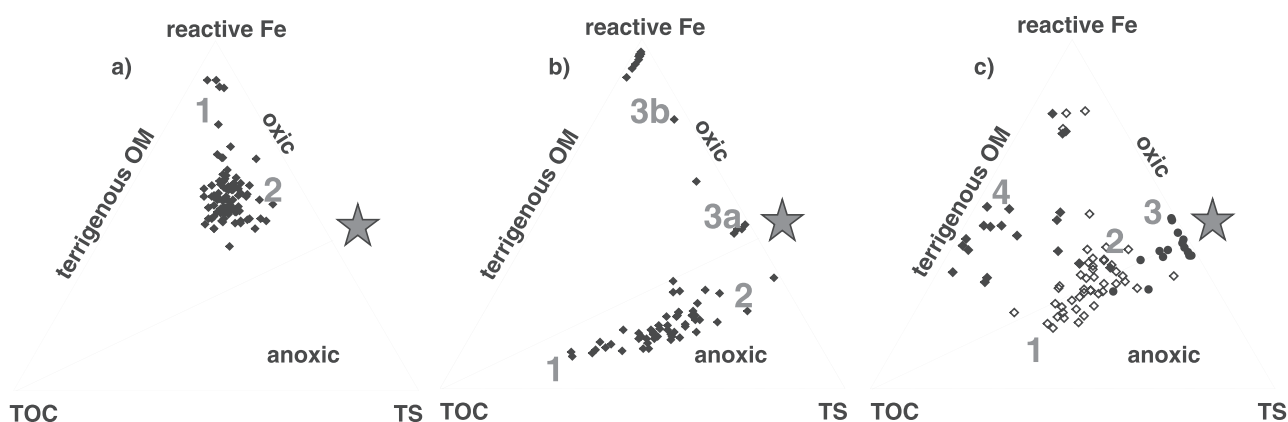 reactive Fe
a)
1
oxic
terrigenous OM
2
anoxic
TOC
TS
reactive Fe
b)
3b
oxic
terrigenous OM
3a
2
1
anoxic
TOC
TS
reactive Fe
c)
oxic
terrigenous OM
4
3
2
1
anoxic
TOC
TS